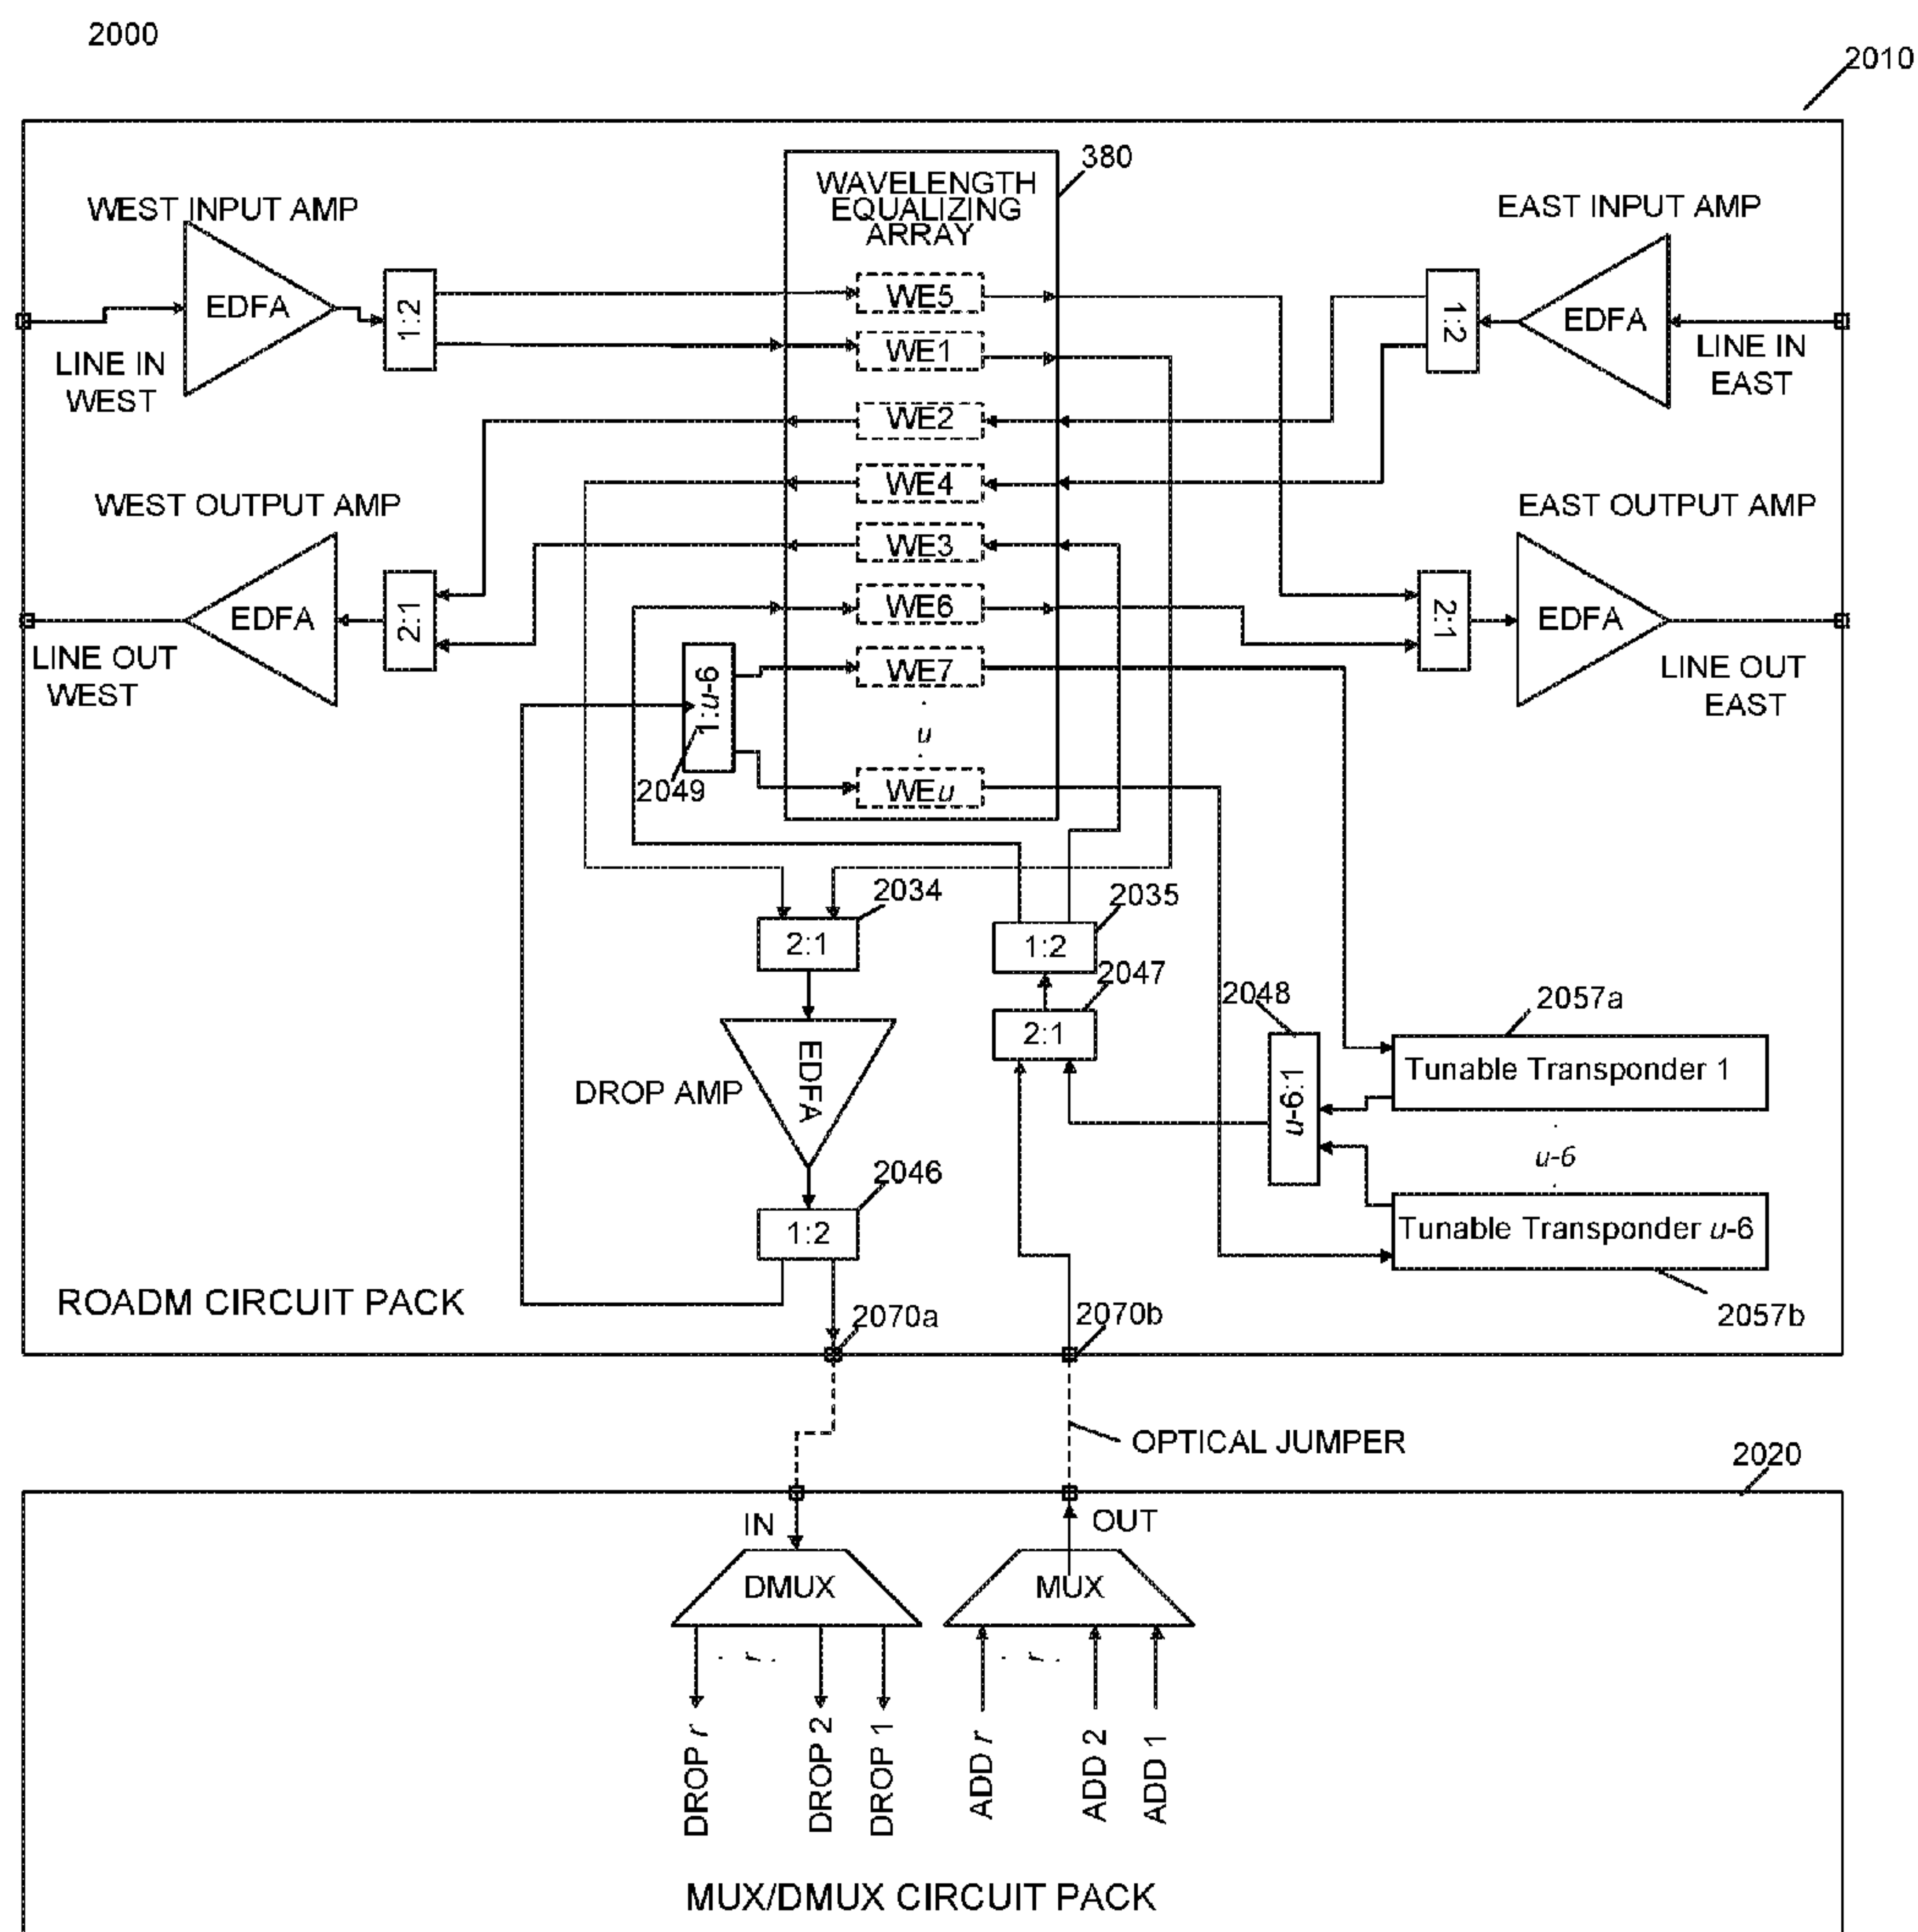 2000
2010
380
WAVELENGTH
EQUALIZING
ARRAY
WEST INPUT AMP
EAST INPUT AMP
EDFA
1:2
WE5
1:2
EDFA
LINE IN
WEST
WE1
LINE IN
EAST
WE2
WEST OUTPUT AMP
WE4
EAST OUTPUT AMP
WE3
EDFA
2:1
WE6
2:1
EDFA
LINE OUT
WEST
1:u-6
WE7
LINE OUT
EAST
u
2049
WEu
2034
2:1
2035
1:2
2047
2:1
2048
2057a
Tunable Transponder 1
DROP AMP
EDFA
u-6:1
u-6
2046
1:2
Tunable Transponder u-6
ROADM CIRCUIT PACK
2070a
2070b
2057b
OPTICAL JUMPER
2020
IN
OUT
DMUX
MUX
r
r
DROP r
DROP 2
DROP 1
ADD r
ADD 2
ADD 1
MUX/DMUX CIRCUIT PACK